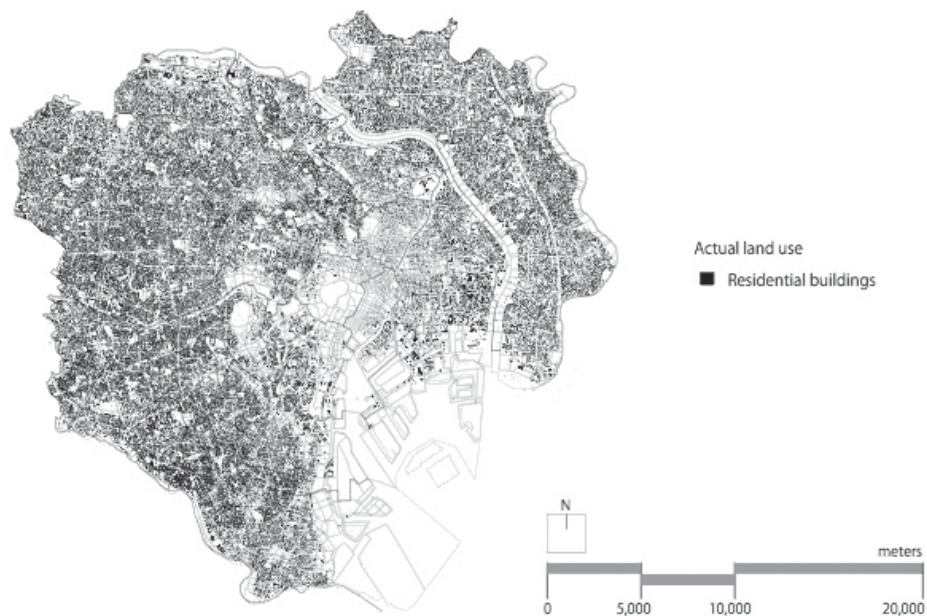 Actual land use
Residential buildings
N
meters
0 5,000 10,000 20,000